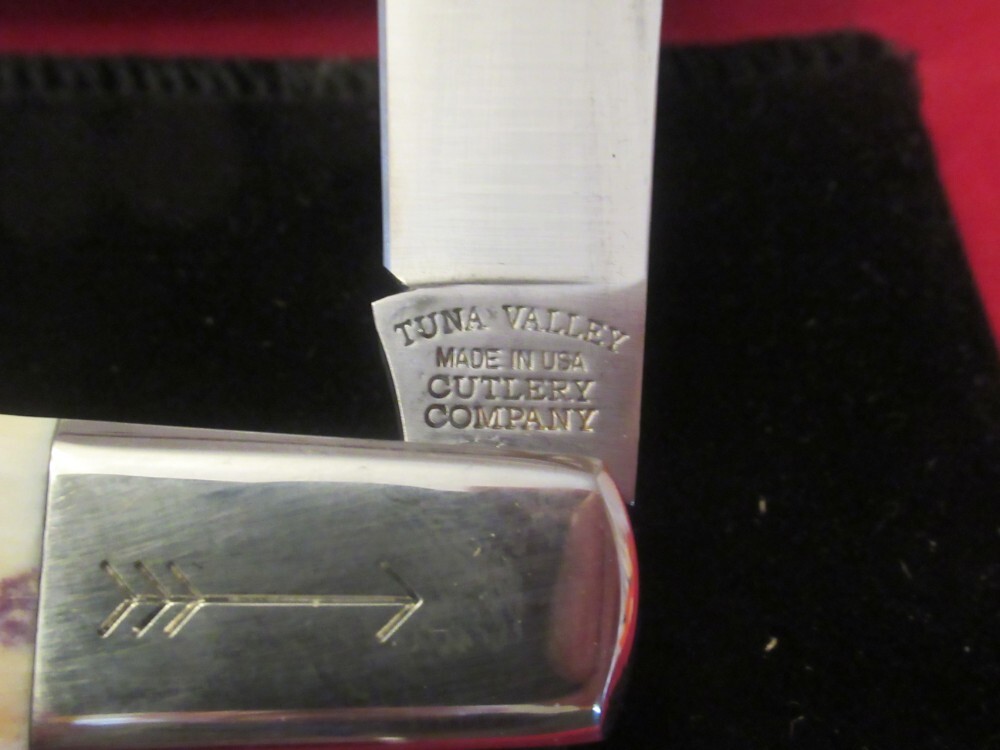 TUNA VALLEY
MADE IN USA
CUTLERY
COMPANY